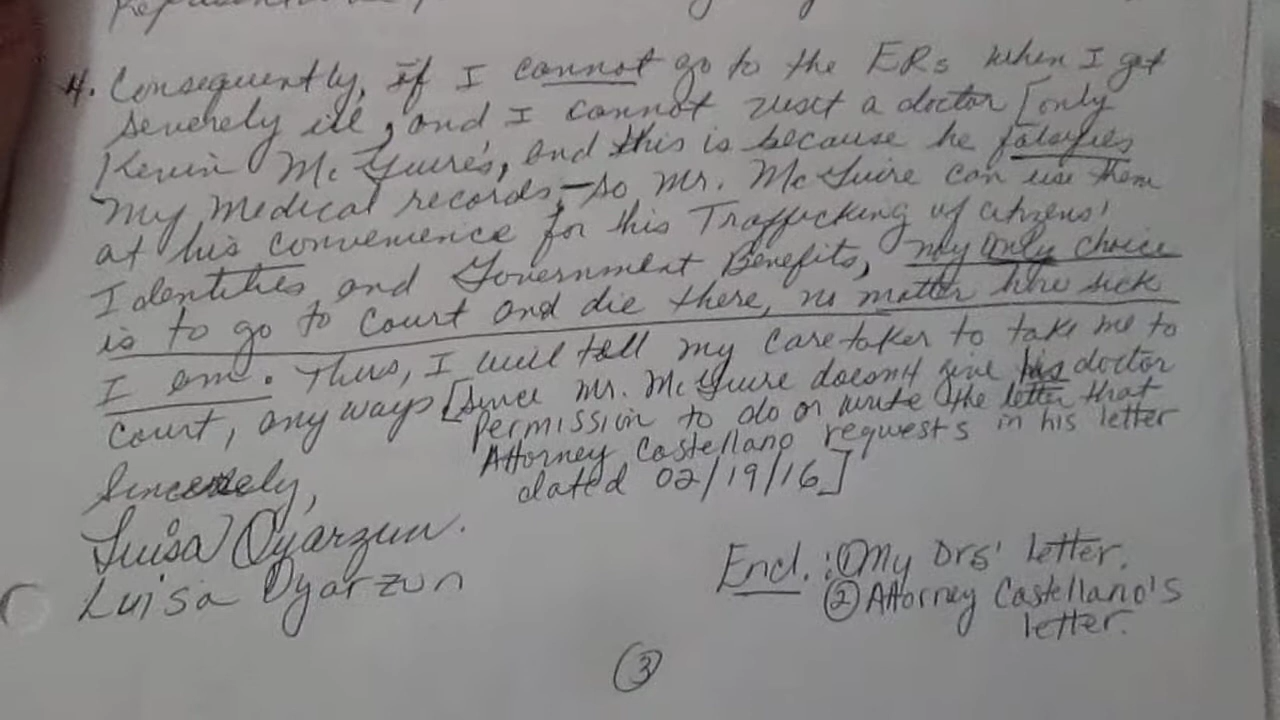 4. Consequently, if I cannot go to the ERs when I get
severely ill, and I cannot visit a doctor [only
Kevin McGuire's, and this is because he falsifies
My Medical records,—so Mr. McGuire can use them
at his convenience for his Trafficking of citizens'
Identities and Government Benefits, my only choice
is to go to court and die there, no matter how sick
I am. Thus, I will tell my caretaker to take me to
court, any ways [Since Mr. McGuire doesn't give his doctor
permission to do or write the letter that
Attorney Castellano requests in his letter
dated 02/19/16]
Sincerely,
Luisa Oyarzun.
Luisa Oyarzun
Encl.: ① My Drs' letter.
② Attorney Castellano's
letter.
③